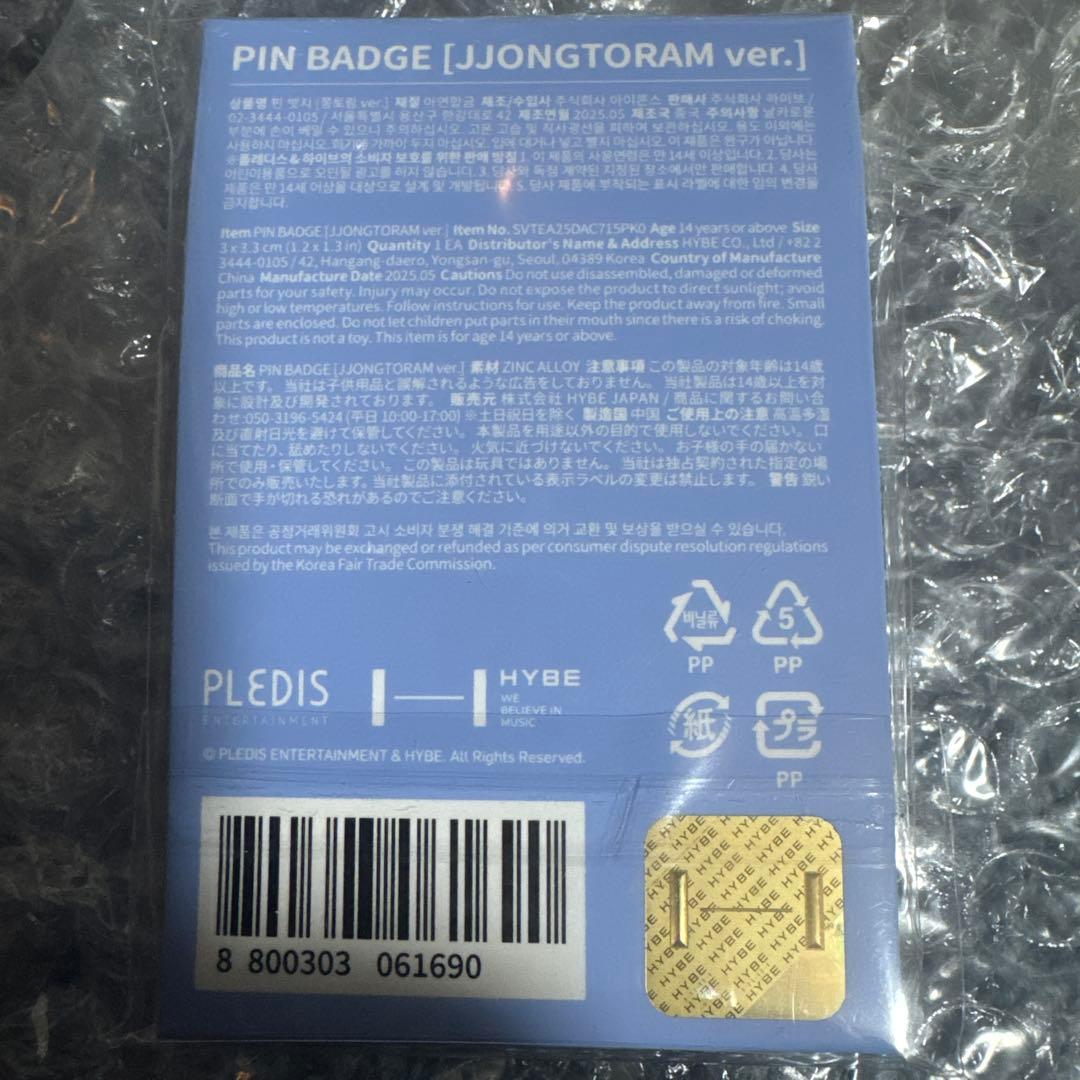 PIN BADGE [JJONGTORAM ver.]
상품명 핀 뱃지 [쫑토람 ver.] 재질 아연합금 제조/수입사 주식회사 아이콘스 판매사 주식회사 하이브 /
02-3444-0105 / 서울특별시 용산구 한강대로 42 제조연월 2025.05 제조국 중국 주의사항 날카로운
부분에 손이 베일 수 있으니 주의하십시오. 고온 고습 및 직사광선을 피하여 보관하십시오. 용도 이외에는
사용하지 마십시오. 화기를 가까이 두지 마십시오. 입에 대거나 넣고 빨지 마십시오. 이 제품은 완구가 아닙니다.
※플레디스 & 하이브의 소비자 보호를 위한 판매 방침 1. 이 제품의 사용연령은 만 14세 이상입니다. 2. 당사는
어린이용품으로 오인될 광고를 하지 않습니다. 3. 당사와 독점 계약된 지정된 장소에서만 판매합니다. 4. 당사
제품은 만 14세 이상을 대상으로 설계 및 개발됩니다. 5. 당사 제품에 부착되는 표시 라벨에 대한 임의 변경을
금지합니다.
Item PIN BADGE [JJONGTORAM ver.] Item No. SVTEA25DAC715PK0 Age 14 years or above Size
3 x 3.3 cm (1.2 x 1.3 in) Quantity 1 EA Distributor's Name & Address HYBE CO., Ltd / +82 2
3444-0105 / 42, Hangang-daero, Yongsan-gu, Seoul, 04389 Korea Country of Manufacture
China Manufacture Date 2025.05 Cautions Do not use disassembled, damaged or deformed
parts for your safety. Injury may occur. Do not expose the product to direct sunlight; avoid
high or low temperatures. Follow instructions for use. Keep the product away from fire. Small
parts are enclosed. Do not let children put parts in their mouth since there is a risk of choking.
This product is not a toy. This item is for age 14 years or above.
商品名 PIN BADGE [JJONGTORAM ver.] 素材 ZINC ALLOY 注意事項 この製品の対象年齢は14歳
以上です。 当社は子供用品と誤解されるような広告をしておりません。 当社製品は14歳以上を対
象に設計及び開発されております。 販売元 株式会社 HYBE JAPAN / 商品に関するお問い合
わせ:050-3196-5424 (平日 10:00-17:00) ※土日祝日を除く 製造国 中国 ご使用上の注意 高温多湿
及び直射日光を避けて保管してください。 本製品を用途以外の目的で使用しないでください。 口
に当てたり、舐めたりしないでください。 火気に近づけないでください。 お子様の手の届かない
所で使用・保管してください。 この製品は玩具ではありません。 当社は独占契約された指定の場
所でのみ販売いたします。当社製品に添付されている表示ラベルの変更は禁止します。 警告 鋭い
断面で手が切れる恐れがあるのでご注意ください。
본 제품은 공정거래위원회 고시 소비자 분쟁 해결 기준에 의거 교환 및 보상을 받으실 수 있습니다.
This product may be exchanged or refunded as per consumer dispute resolution regulations
issued by the Korea Fair Trade Commission.
비닐류
PP
5
PP
紙
プラ
PP
PLEDIS
ENTERTAINMENT
HYBE
WE
BELIEVE IN
MUSIC
© PLEDIS ENTERTAINMENT & HYBE. All Rights Reserved.
8 800303 061690
HYBE HYBE HYBE